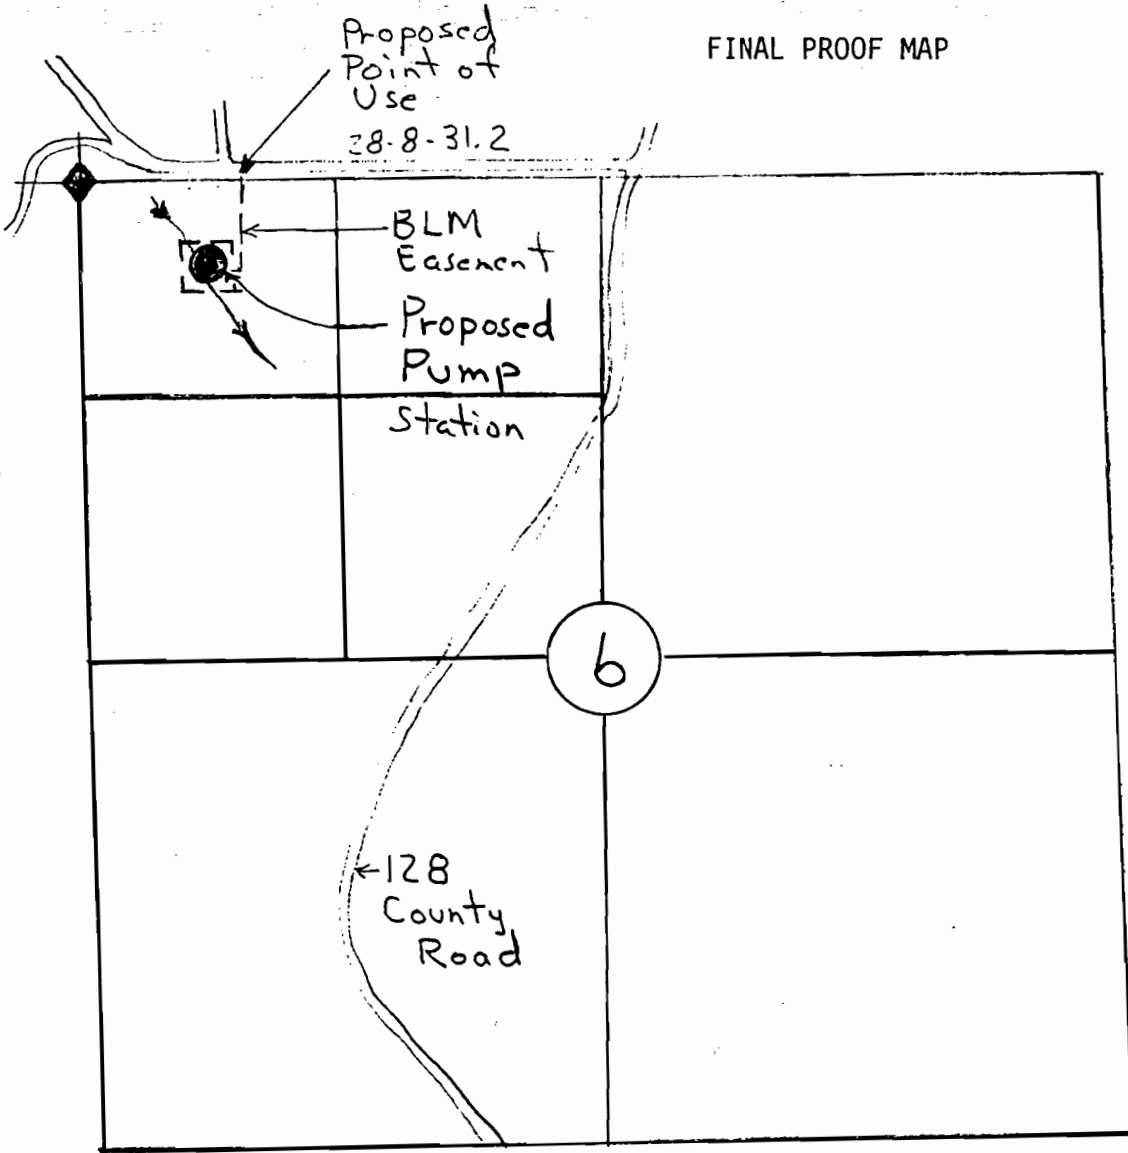 FINAL PROOF MAP
Proposed
Point of
Use
28-8-31.2
BLM
Easement
Proposed
Pump
Station
6
128
County
Road